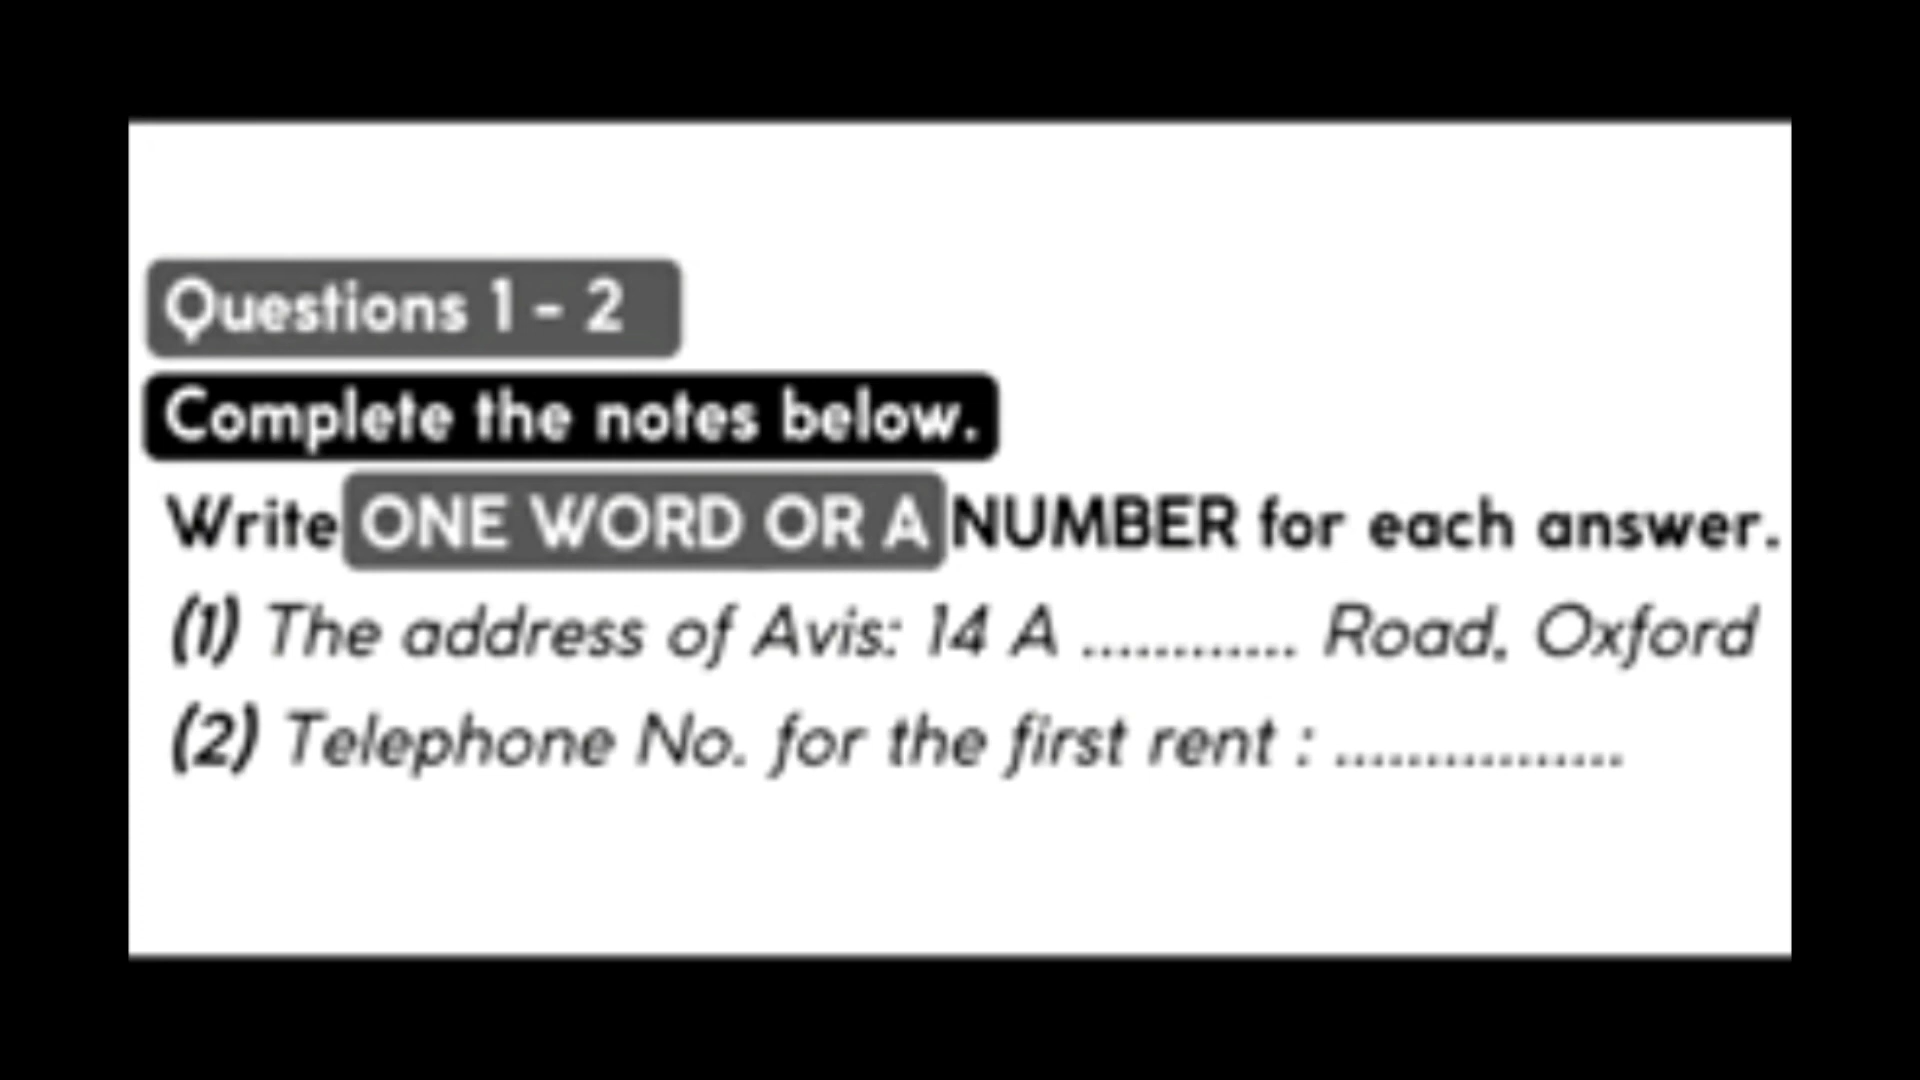 Questions 1 - 2
Complete the notes below.
Write ONE WORD OR A NUMBER for each answer.
(1) The address of Avis: 14 A ............ Road, Oxford
(2) Telephone No. for the first rent : ................